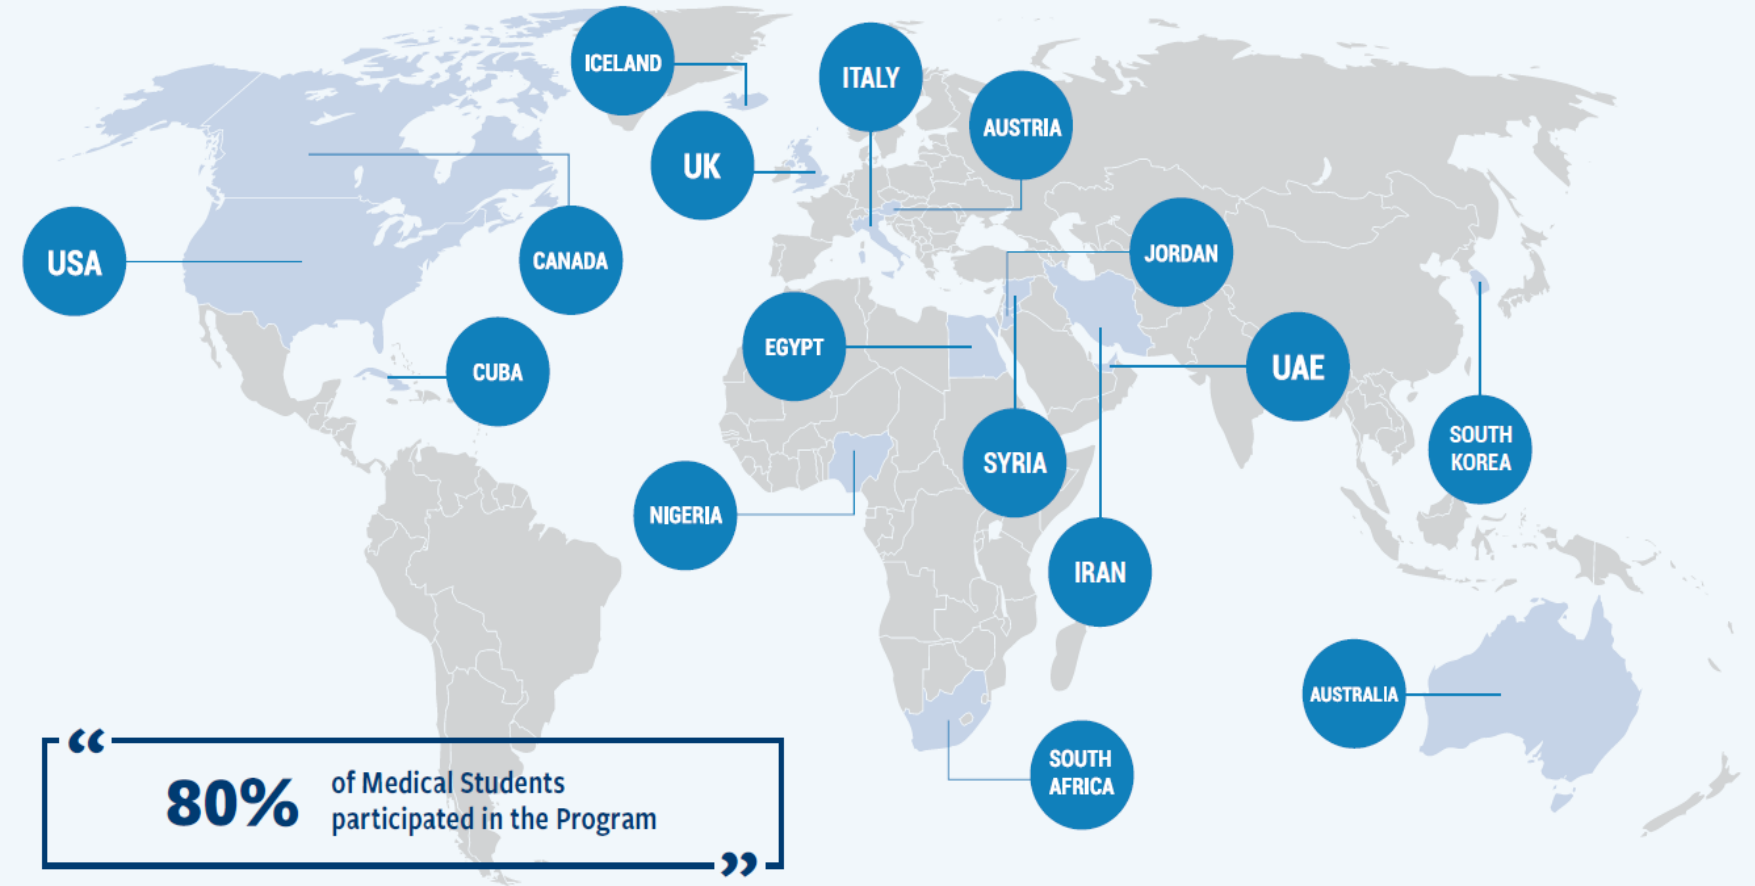 ICELAND
ITALY
AUSTRIA
UK
USA
CANADA
JORDAN
EGYPT
UAE
CUBA
SYRIA
SOUTH
KOREA
NIGERIA
IRAN
AUSTRALIA
SOUTH
AFRICA
“
80%
of Medical Students
participated in the Program
”